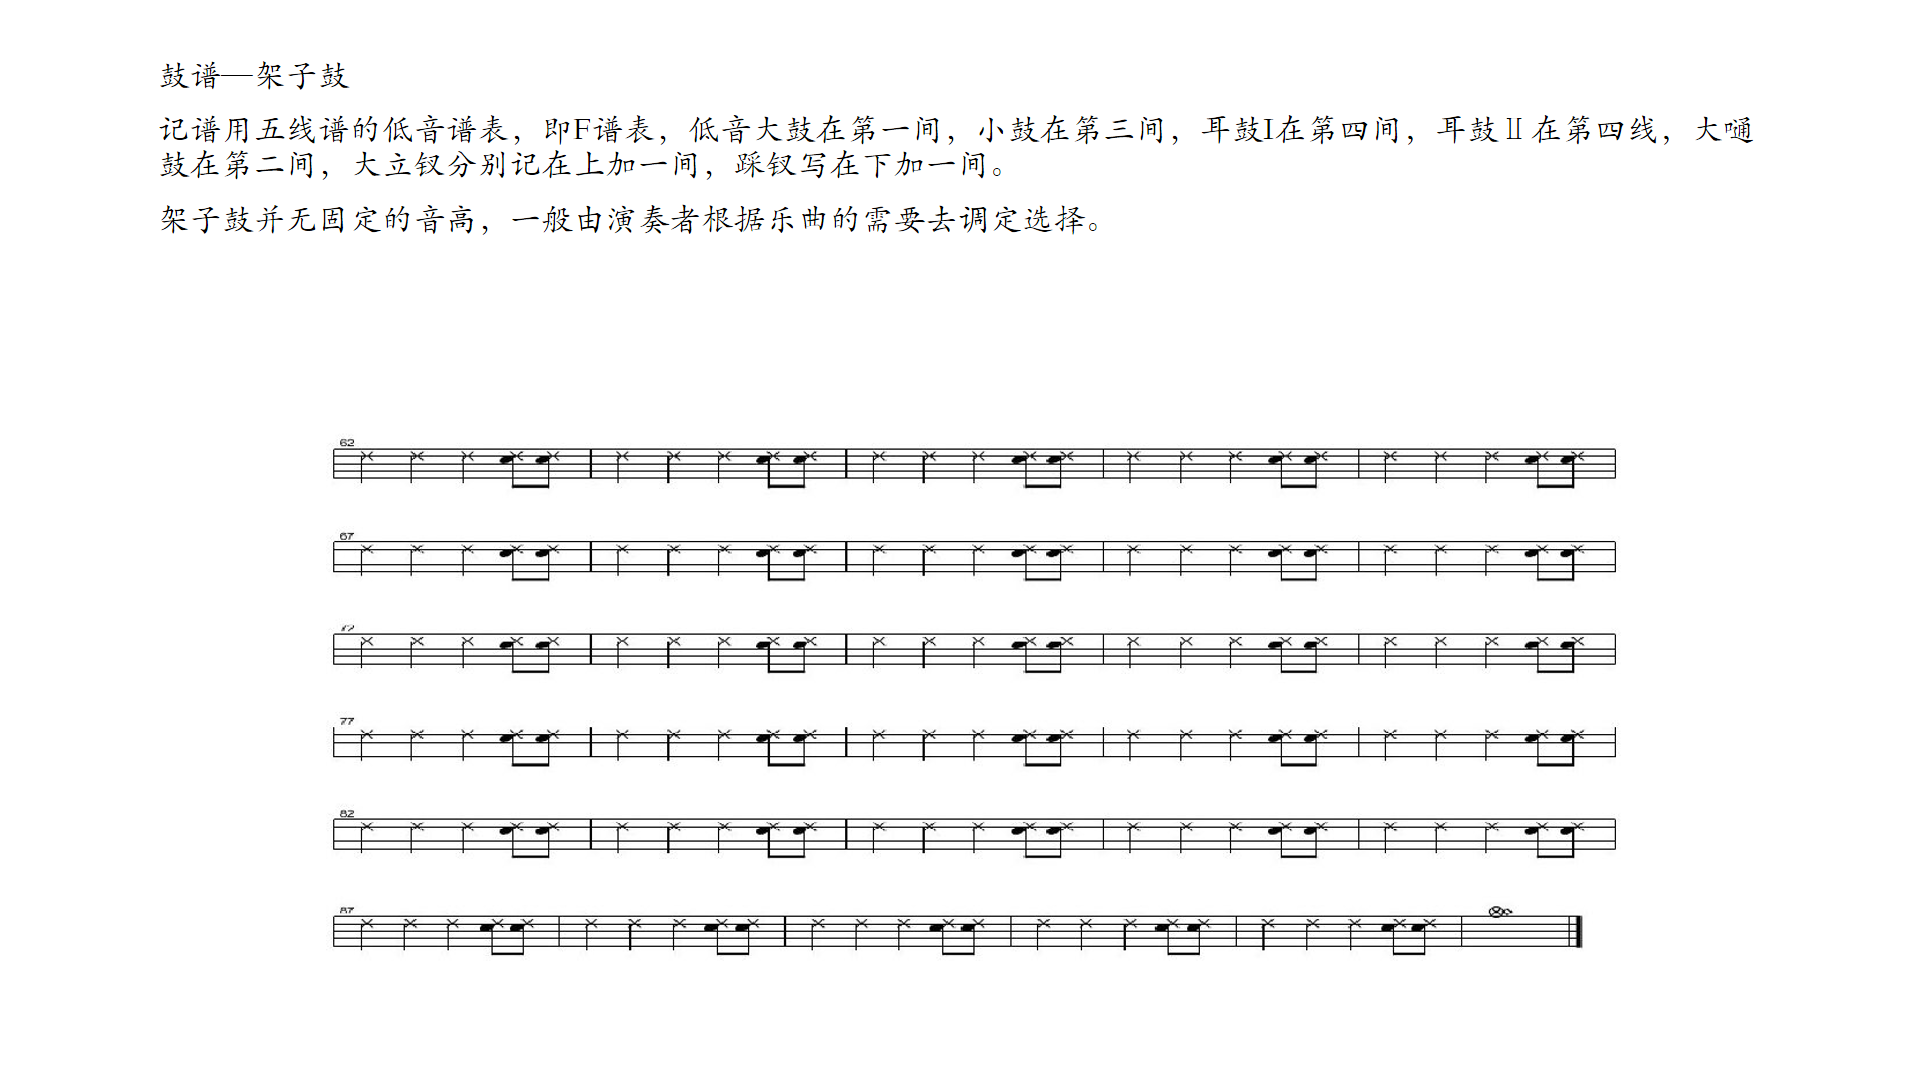 鼓谱—架子鼓
记谱用五线谱的低音谱表，即F谱表，低音大鼓在第一间，小鼓在第三间，耳鼓I在第四间，耳鼓Ⅱ在第四线，大嗵
鼓在第二间，大立钗分别记在上加一间，踩钗写在下加一间。
架子鼓并无固定的音高，一般由演奏者根据乐曲的需要去调定选择。
62
67
72
77
82
87